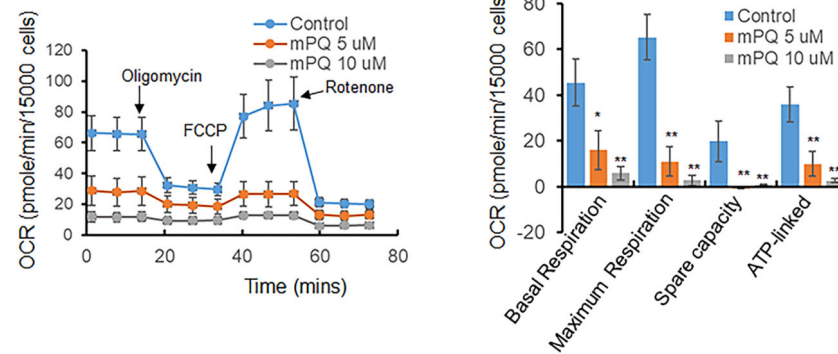 OCR (pmole/min/15000 cells)
120
100
80
60
40
20
0
Control
mPQ 5 uM
mPQ 10 uM
Oligomycin
FCCP
Rotenone
0 20 40 60 80
Time (mins)
OCR (pmole/min/15000 cells)
80
60
40
20
0
-20
Control
mPQ 5 uM
mPQ 10 uM
*
**
**
**
**
**
**
**
Basal Respiration
Maximum Respiration
Spare capacity
ATP-linked